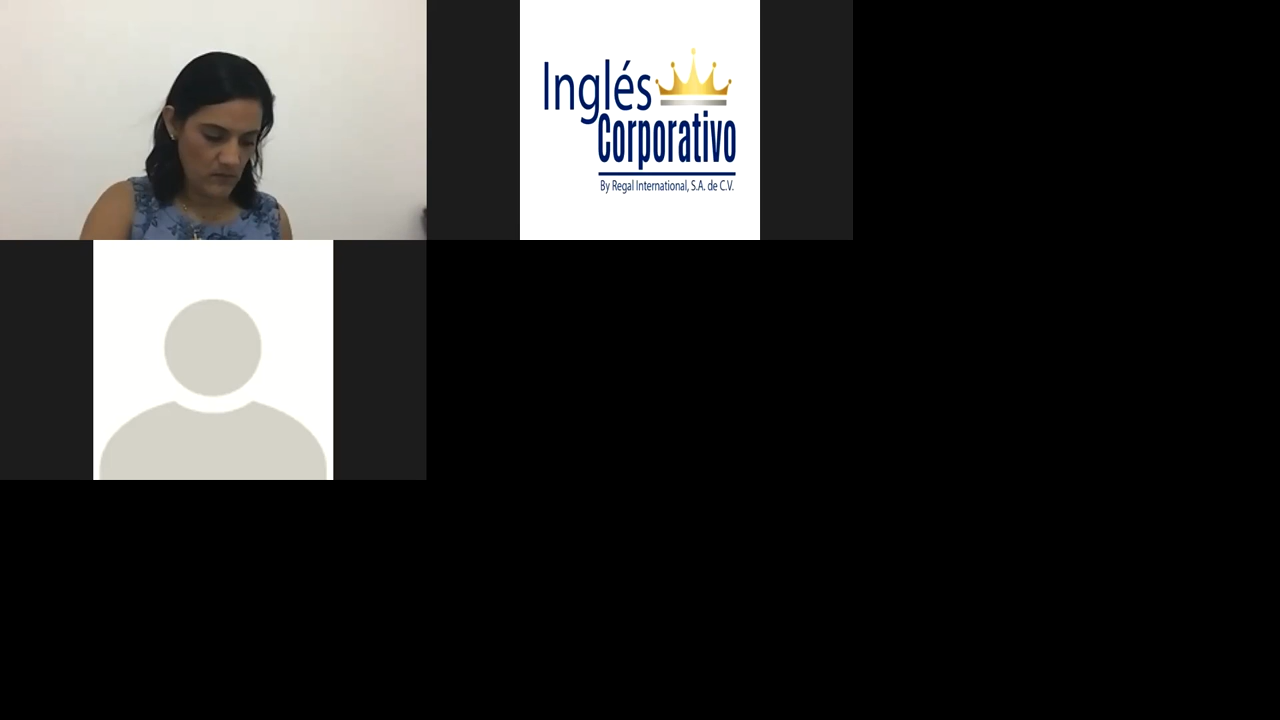 Inglés
Corporativo
By Regal International, S.A. de C.V.